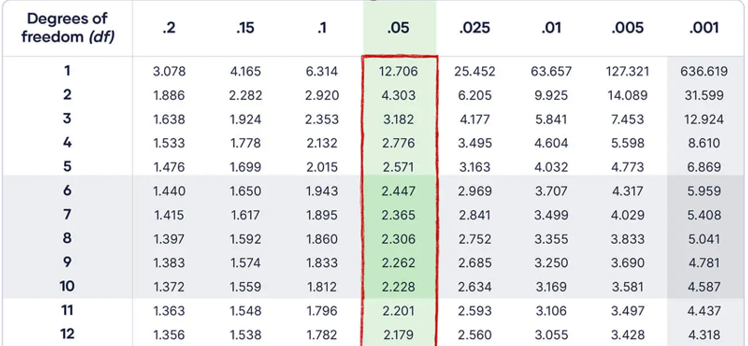 Degrees of freedom (df) .2 .15 .1 .05 .025 .01 .005 .001
1 3.078 4.165 6.314 12.706 25.452 63.657 127.321 636.619
2 1.886 2.282 2.920 4.303 6.205 9.925 14.089 31.599
3 1.638 1.924 2.353 3.182 4.177 5.841 7.453 12.924
4 1.533 1.778 2.132 2.776 3.495 4.604 5.598 8.610
5 1.476 1.699 2.015 2.571 3.163 4.032 4.773 6.869
6 1.440 1.650 1.943 2.447 2.969 3.707 4.317 5.959
7 1.415 1.617 1.895 2.365 2.841 3.499 4.029 5.408
8 1.397 1.592 1.860 2.306 2.752 3.355 3.833 5.041
9 1.383 1.574 1.833 2.262 2.685 3.250 3.690 4.781
10 1.372 1.559 1.812 2.228 2.634 3.169 3.581 4.587
11 1.363 1.548 1.796 2.201 2.593 3.106 3.497 4.437
12 1.356 1.538 1.782 2.179 2.560 3.055 3.428 4.318